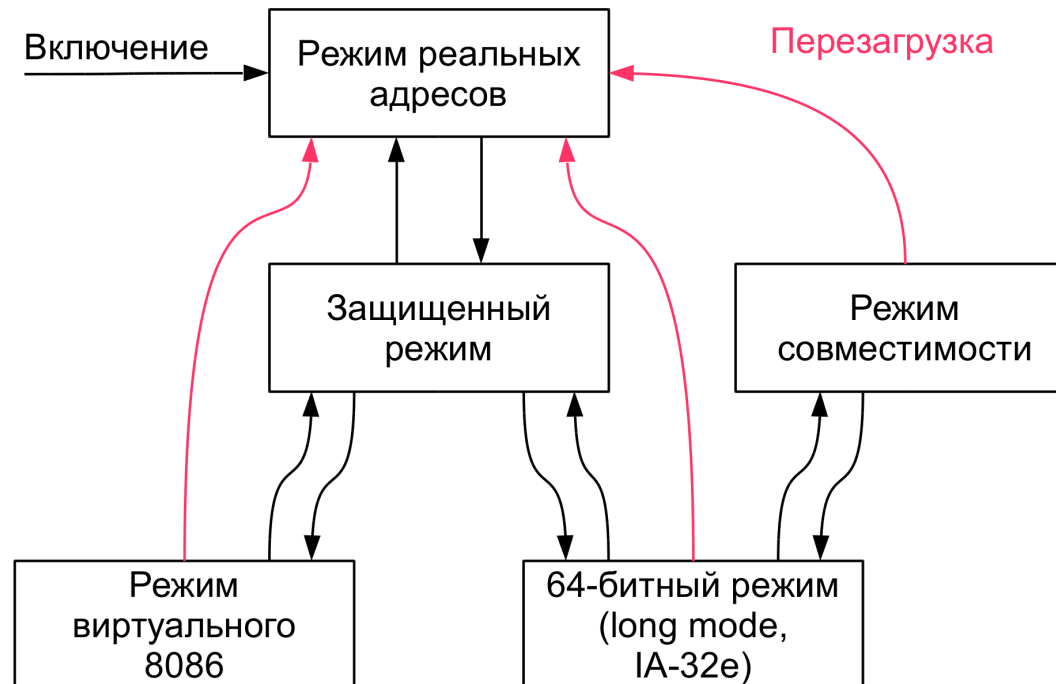 Включение
Режим реальных
адресов
Перезагрузка
Защищенный
режим
Режим
совместимости
Режим
виртуального
8086
64-битный режим
(long mode,
IA-32e)